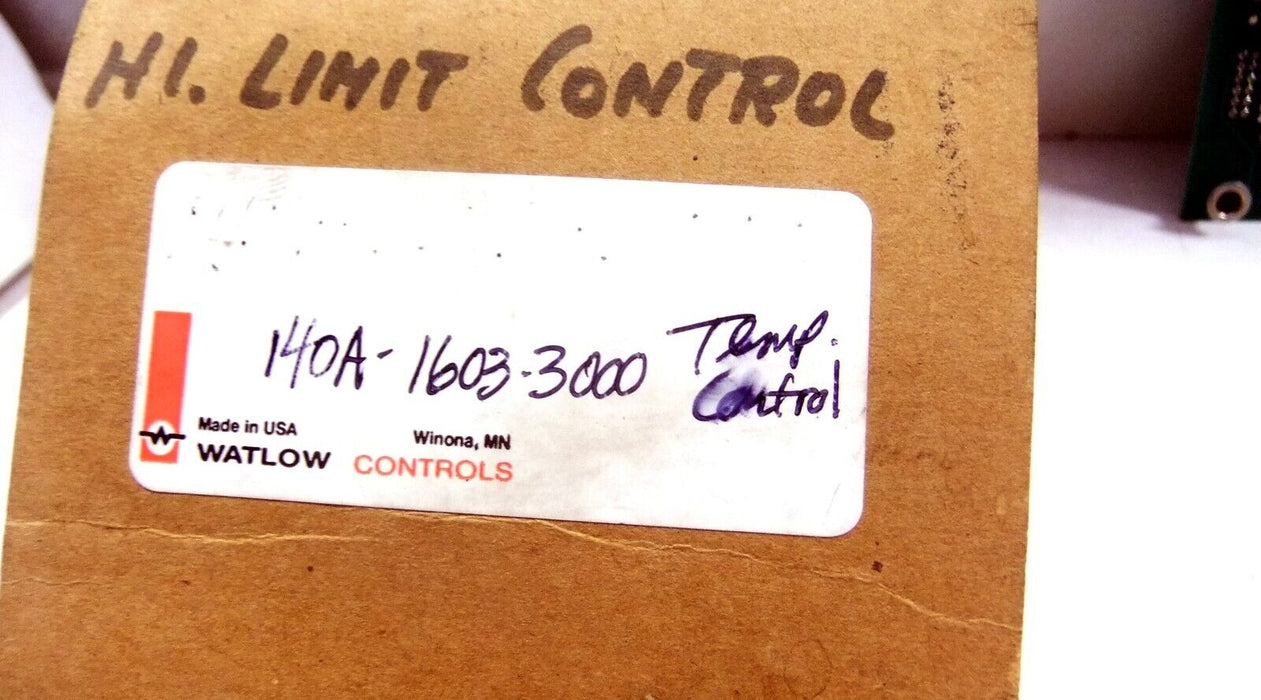 HI. LIMIT CONTROL
140A-1603-3000 Temp.
Control
Made in USA Winona, MN
WATLOW CONTROLS